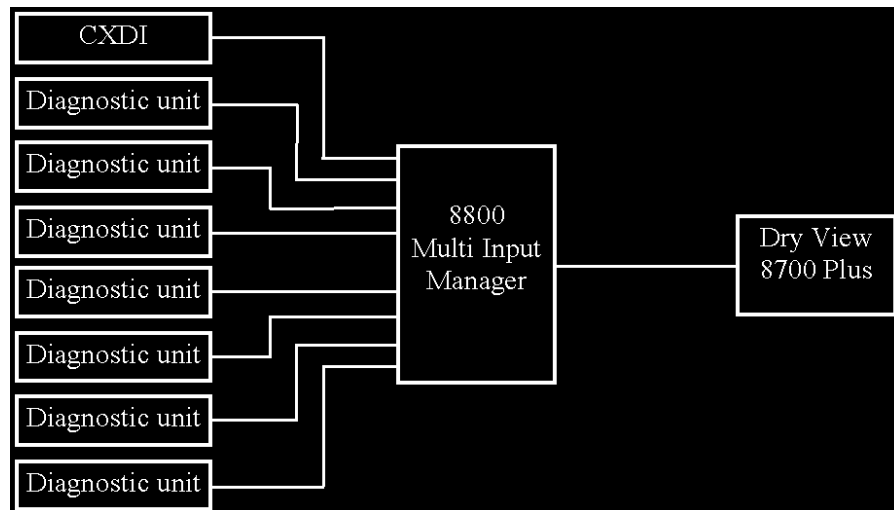 CXDI
Diagnostic unit
Diagnostic unit
Diagnostic unit
Diagnostic unit
Diagnostic unit
Diagnostic unit
Diagnostic unit
8800
Multi Input
Manager
Dry View
8700 Plus